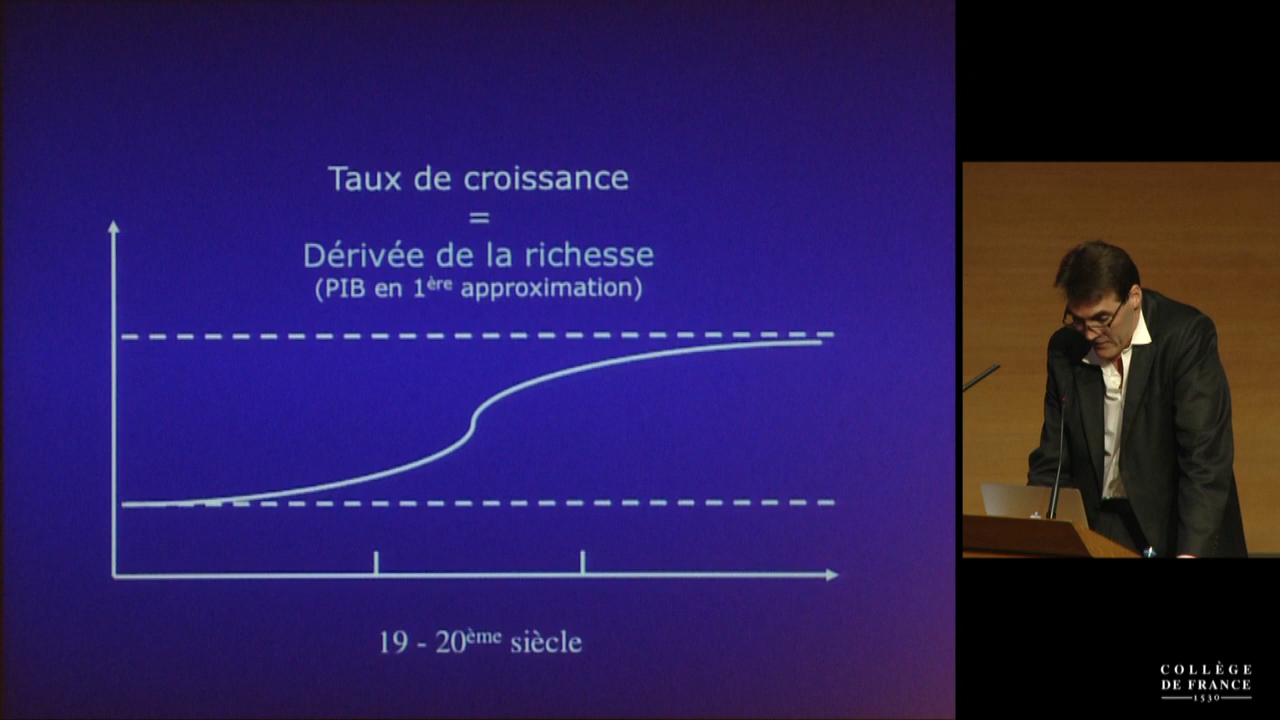 Taux de croissance
=
Dérivée de la richesse
(PIB en 1ère approximation)
19 - 20ème siècle
COLLÈGE
DE FRANCE
1530